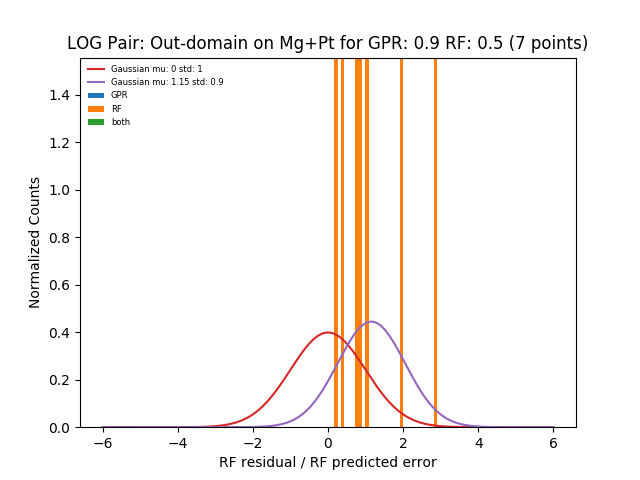 LOG Pair: Out-domain on Mg+Pt for GPR: 0.9 RF: 0.5 (7 points)
Gaussian mu: 0 std: 1
Gaussian mu: 1.15 std: 0.9
GPR
RF
both
1.4
1.2
1.0
0.8
0.6
0.4
0.2
0.0
Normalized Counts
−6 −4 −2 0 2 4 6
RF residual / RF predicted error